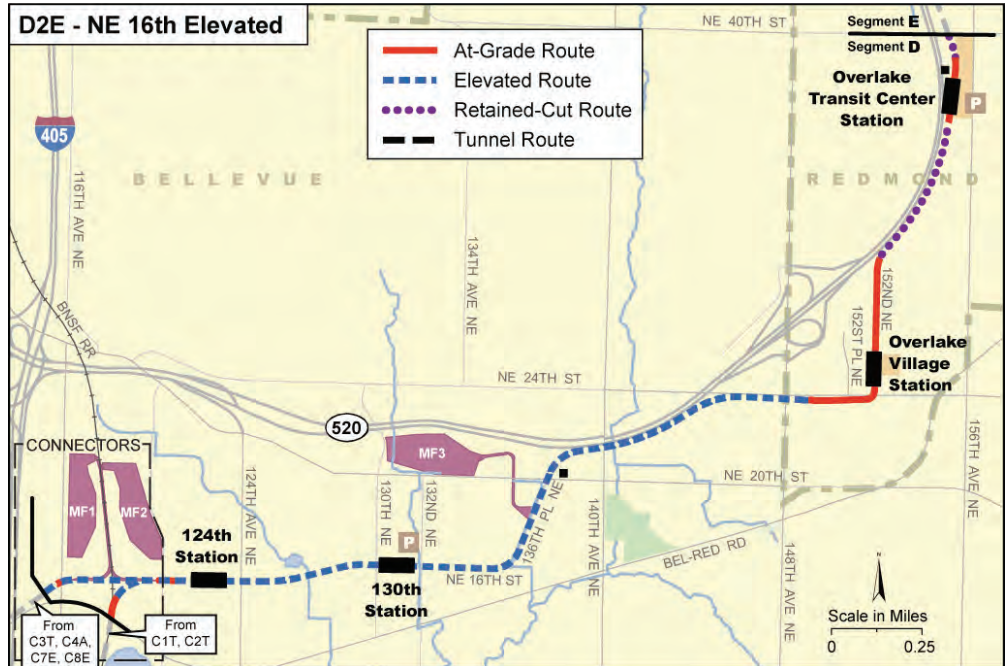 D2E - NE 16th Elevated
NE 40TH ST
Segment E
Segment D
At-Grade Route
Elevated Route
Retained-Cut Route
Tunnel Route
Overlake
Transit Center
Station
P
405
116TH AVE NE
BELLEVUE
REDMOND
134TH AVE NE
BNSF RR
152ND NE
152ST PL NE
Overlake
Village
Station
NE 24TH ST
520
156TH AVE NE
CONNECTORS
MF3
NE 20TH ST
MF1
MF2
124TH AVE NE
130TH NE
132ND NE
136TH PL NE
140TH AVE NE
148TH AVE NE
BEL-RED RD
124th
Station
P
130th
Station
NE 16TH ST
N
Scale in Miles
0 0.25
From
C3T, C4A,
C7E, C8E
From
C1T, C2T